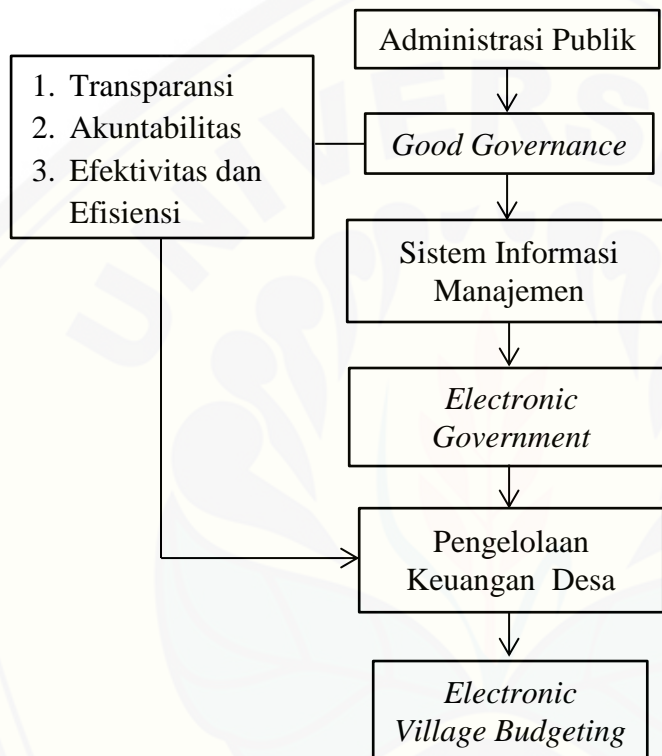 Administrasi Publik
1. Transparansi
2. Akuntabilitas
3. Efektivitas dan
Efisiensi
Good Governance
Sistem Informasi
Manajemen
Electronic
Government
Pengelolaan
Keuangan Desa
Electronic
Village Budgeting
UNIVERS